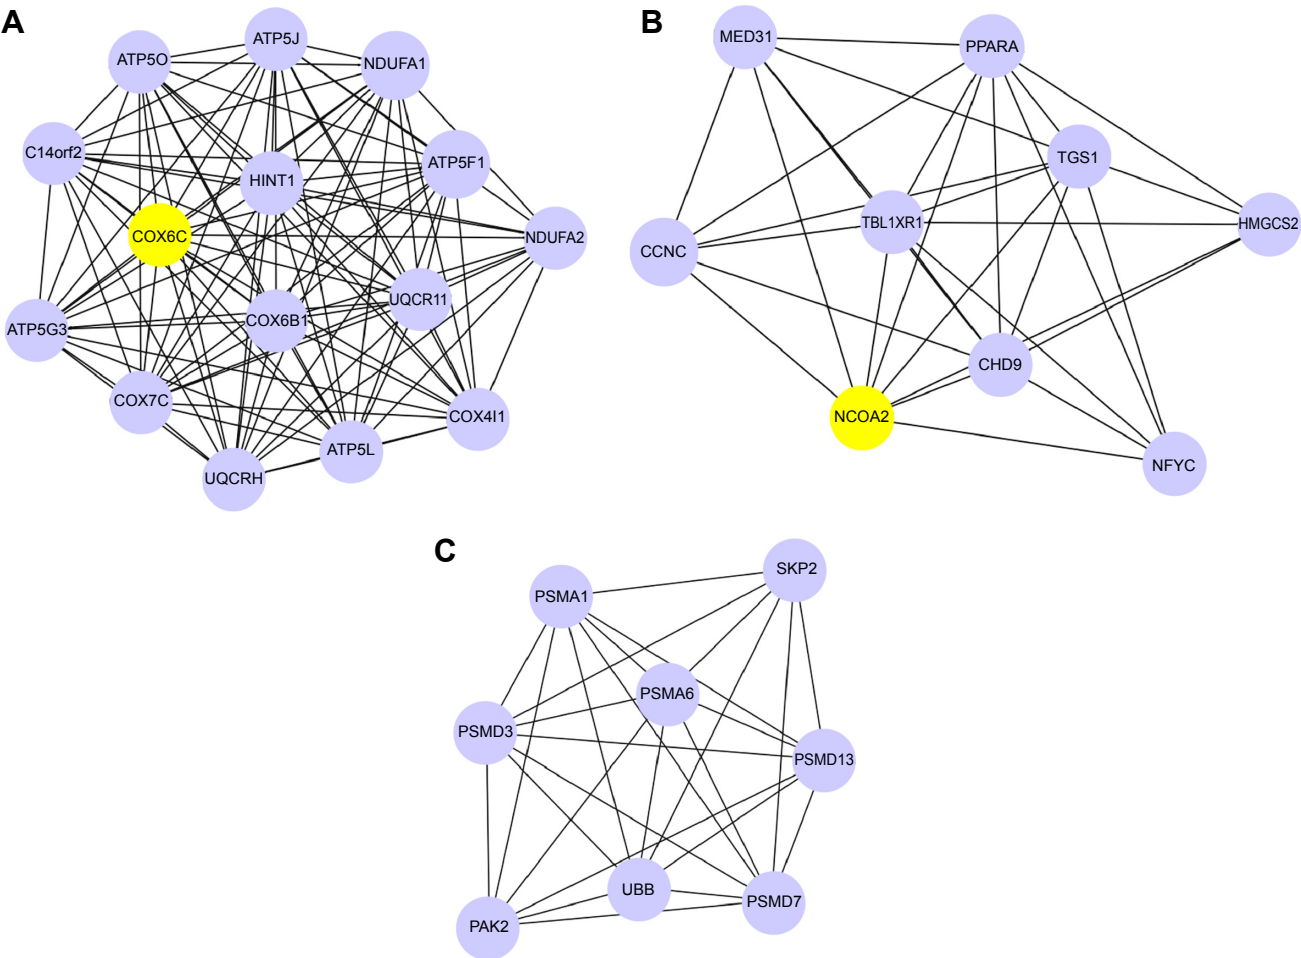 A
ATP5J
ATP5O
NDUFA1
C14orf2
ATP5F1
HINT1
COX6C
NDUFA2
UQCR11
COX6B1
ATP5G3
COX7C
COX4I1
ATP5L
UQCRH
B
MED31
PPARA
TGS1
TBL1XR1
HMGCS2
CCNC
CHD9
NCOA2
NFYC
C
SKP2
PSMA1
PSMA6
PSMD3
PSMD13
UBB
PSMD7
PAK2